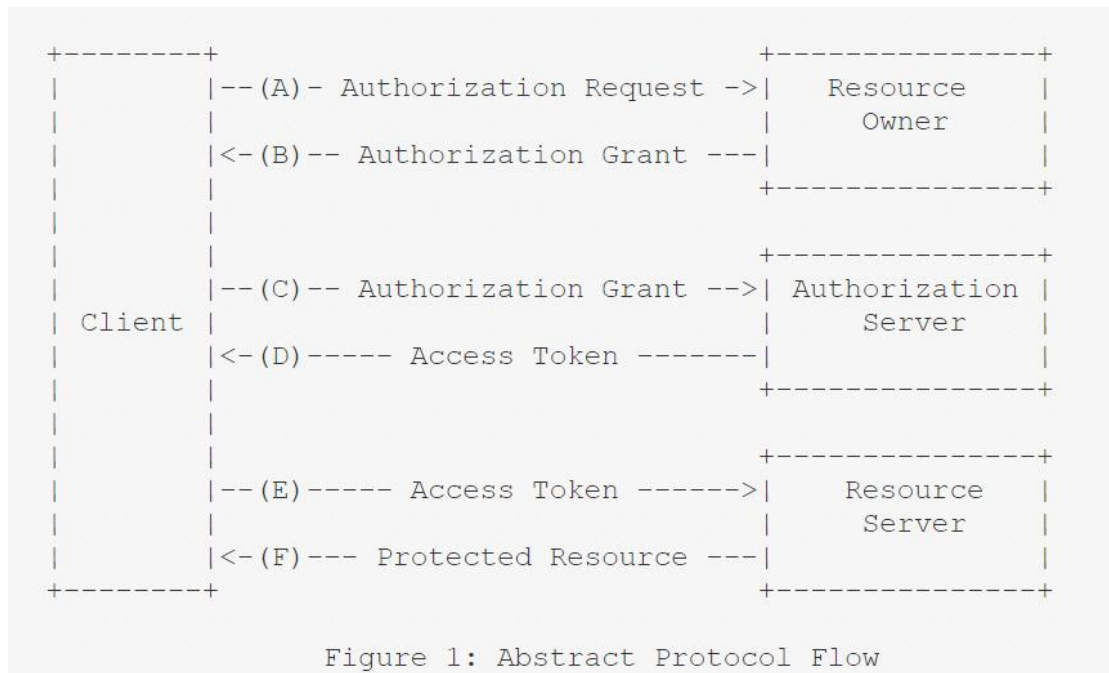 +--------+                               +---------------+
|        |--(A)- Authorization Request ->|   Resource    |
|        |                               |     Owner     |
|        |<-(B)-- Authorization Grant ---|               |
|        |                               +---------------+
|        |
|        |                               +---------------+
|        |--(C)-- Authorization Grant -->| Authorization |
| Client |                               |     Server    |
|        |<-(D)----- Access Token -------|               |
|        |                               +---------------+
|        |
|        |                               +---------------+
|        |--(E)----- Access Token ------>|    Resource   |
|        |                               |     Server    |
|        |<-(F)--- Protected Resource ---|               |
+--------+                               +---------------+
Figure 1: Abstract Protocol Flow